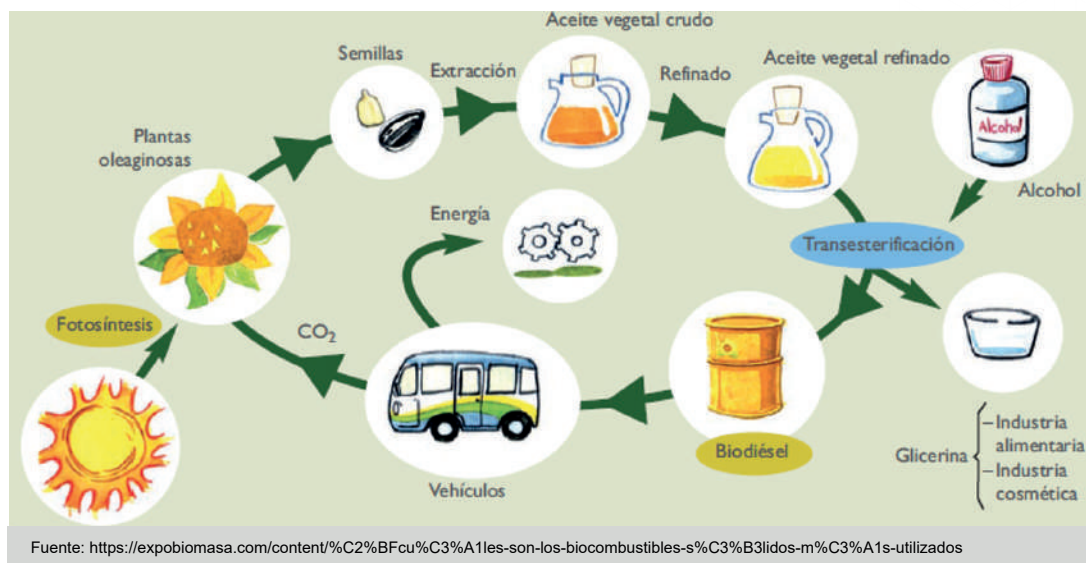 Aceite vegetal crudo
Semillas
Extracción
Refinado
Aceite vegetal refinado
Alcohol
Alcohol
Plantas
oleaginosas
Energía
Transesterificación
Fotosíntesis
CO₂
Vehículos
Biodiésel
Glicerina
–Industria
alimentaria
–Industria
cosmética
Fuente: https://expobiomasa.com/content/%C2%BFcu%C3%A1les-son-los-biocombustibles-s%C3%B3lidos-m%C3%A1s-utilizados